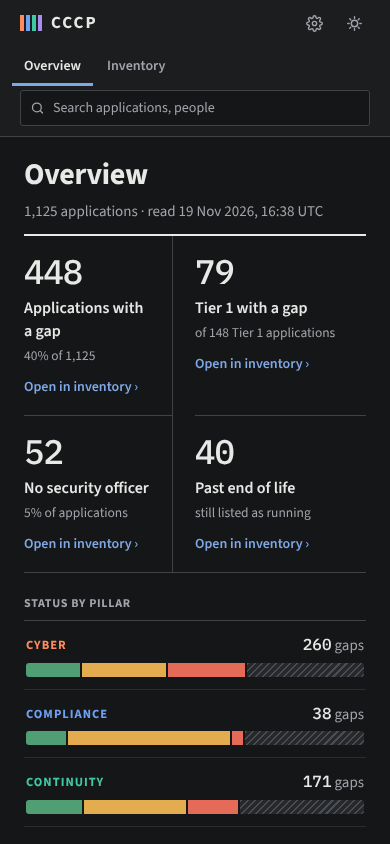 CCCP
Overview
Inventory
Search applications, people
Overview
1,125 applications · read 19 Nov 2026, 16:38 UTC
448
Applications with
a gap
40% of 1,125
Open in inventory ›
79
Tier 1 with a gap
of 148 Tier 1 applications
Open in inventory ›
52
No security officer
5% of applications
Open in inventory ›
40
Past end of life
still listed as running
Open in inventory ›
STATUS BY PILLAR
CYBER
260 gaps
COMPLIANCE
38 gaps
CONTINUITY
171 gaps